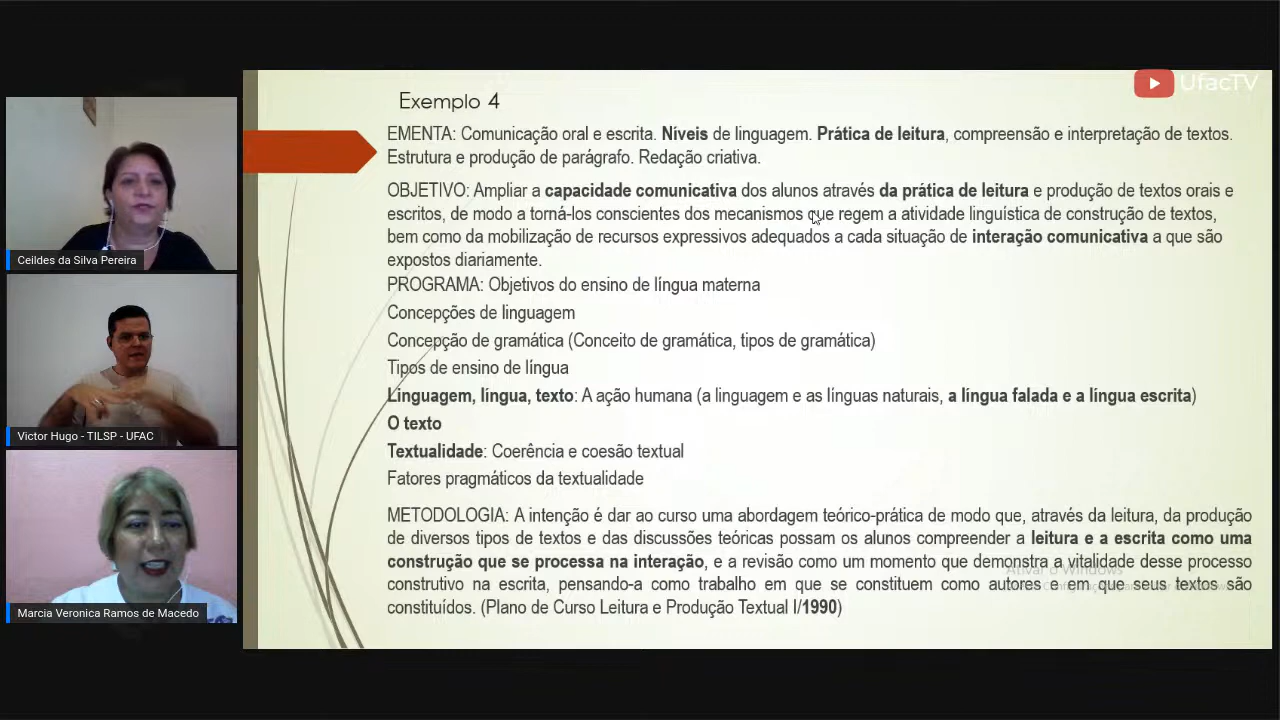 UfacTV
Exemplo 4
EMENTA: Comunicação oral e escrita. Níveis de linguagem. Prática de leitura, compreensão e interpretação de textos.
Estrutura e produção de parágrafo. Redação criativa.
OBJETIVO: Ampliar a capacidade comunicativa dos alunos através da prática de leitura e produção de textos orais e
escritos, de modo a torná-los conscientes dos mecanismos que regem a atividade linguística de construção de textos,
bem como da mobilização de recursos expressivos adequados a cada situação de interação comunicativa a que são
expostos diariamente.
PROGRAMA: Objetivos do ensino de língua materna
Concepções de linguagem
Concepção de gramática (Conceito de gramática, tipos de gramática)
Tipos de ensino de língua
Linguagem, língua, texto: A ação humana (a linguagem e as línguas naturais, a língua falada e a língua escrita)
O texto
Textualidade: Coerência e coesão textual
Fatores pragmáticos da textualidade
METODOLOGIA: A intenção é dar ao curso uma abordagem teórico-prática de modo que, através da leitura, da produção
de diversos tipos de textos e das discussões teóricas possam os alunos compreender a leitura e a escrita como uma
construção que se processa na interação, e a revisão como um momento que demonstra a vitalidade desse processo
construtivo na escrita, pensando-a como trabalho em que se constituem como autores e em que seus textos são
constituídos. (Plano de Curso Leitura e Produção Textual I/1990)
Ativar o Windows
Ceildes da Silva Pereira
Victor Hugo - TILSP - UFAC
Marcia Veronica Ramos de Macedo